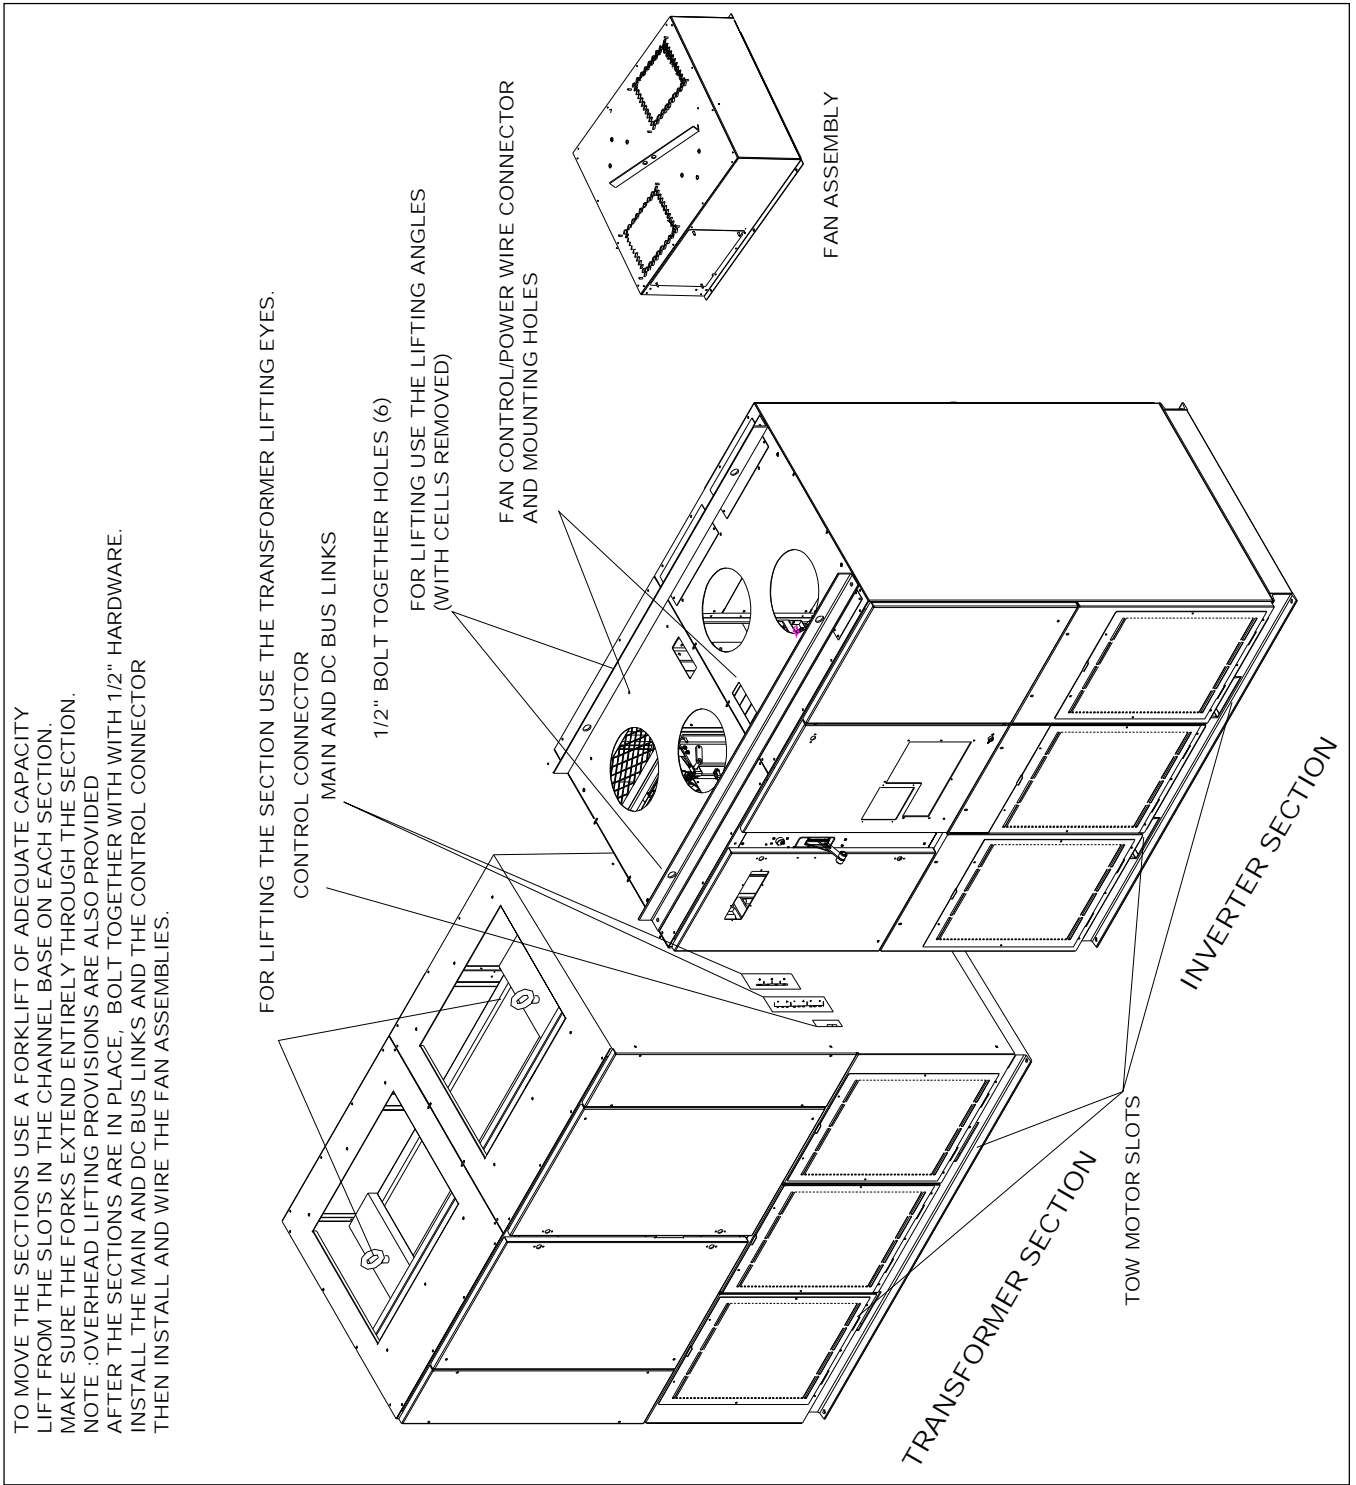 TO MOVE THE SECTIONS USE A FORKLIFT OF ADEQUATE CAPACITY
LIFT FROM THE SLOTS IN THE CHANNEL BASE ON EACH SECTION.
MAKE SURE THE FORKS EXTEND ENTIRELY THROUGH THE SECTION.
NOTE :OVERHEAD LIFTING PROVISIONS ARE ALSO PROVIDED
AFTER THE SECTIONS ARE IN PLACE, BOLT TOGETHER WITH WITH 1/2" HARDWARE.
INSTALL THE MAIN AND DC BUS LINKS AND THE CONTROL CONNECTOR
THEN INSTALL AND WIRE THE FAN ASSEMBLIES.
FOR LIFTING THE SECTION USE THE TRANSFORMER LIFTING EYES.
CONTROL CONNECTOR
MAIN AND DC BUS LINKS
1/2" BOLT TOGETHER HOLES (6)
FOR LIFTING USE THE LIFTING ANGLES
(WITH CELLS REMOVED)
FAN CONTROL/POWER WIRE CONNECTOR
AND MOUNTING HOLES
FAN ASSEMBLY
TRANSFORMER SECTION
TOW MOTOR SLOTS
INVERTER SECTION